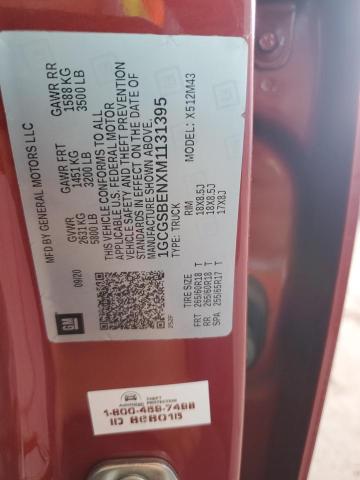 MFD BY GENERAL MOTORS LLC
09/20
GVWR
2631 KG
5800 LB
GAWR FRT
1451 KG
3200 LB
GAWR RR
1588 KG
3500 LB
THIS VEHICLE CONFORMS TO ALL
APPLICABLE U.S. FEDERAL MOTOR
VEHICLE SAFETY AND THEFT PREVENTION
STANDARDS IN EFFECT ON THE DATE OF
MANUFACTURE SHOWN ABOVE.
1GCGSBENXM1131395
TYPE: TRUCK
X512M43
TIRE SIZE RIM
FRT 265/60R18 T 18X8.5J
RR 265/60R18 T 18X8.5J
SPA 255/65R17 T 17X8J
GM
THEFT
PROTECTION
1-800-458-7488